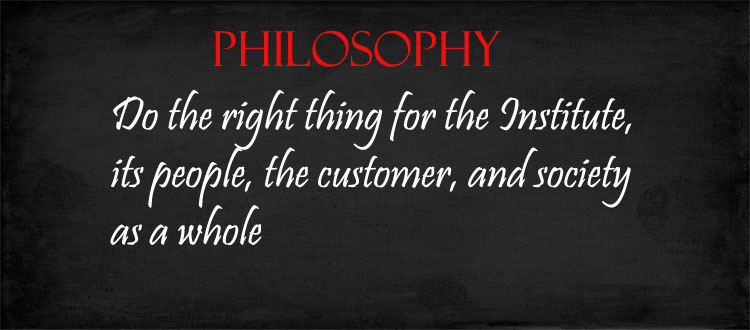 PHILOSOPHY
Do the right thing for the Institute,
its people, the customer, and society
as a whole